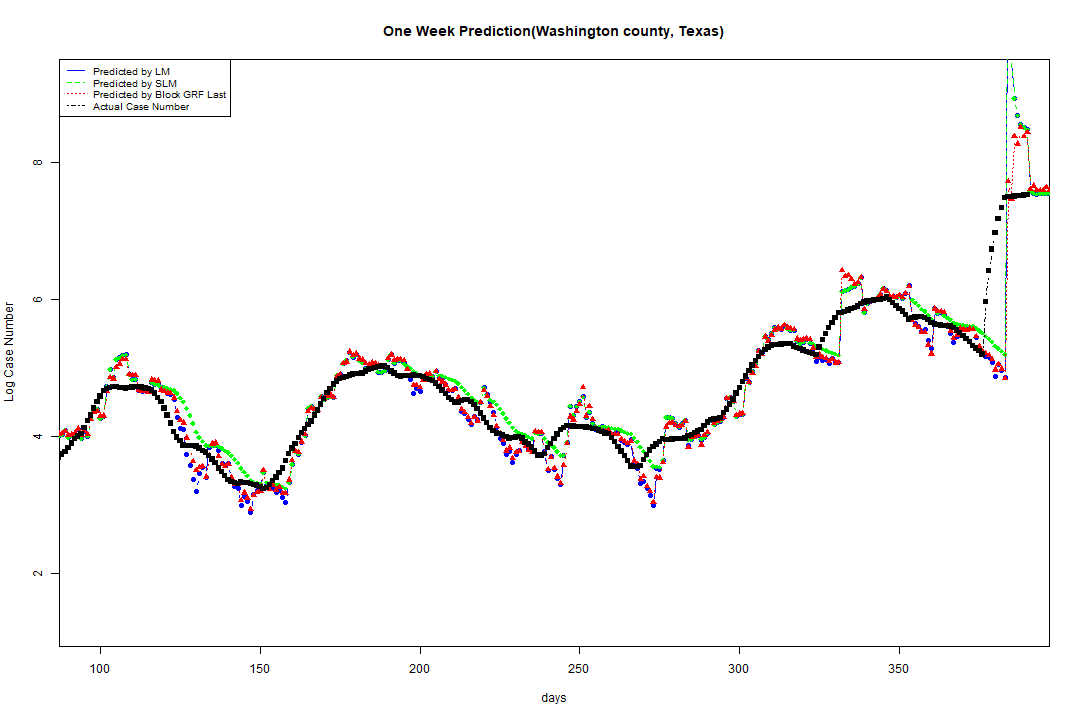 One Week Prediction(Washington county, Texas)
Predicted by LM
Predicted by SLM
Predicted by Block GRF Last
Actual Case Number
Log Case Number
8
6
4
2
100 150 200 250 300 350
days